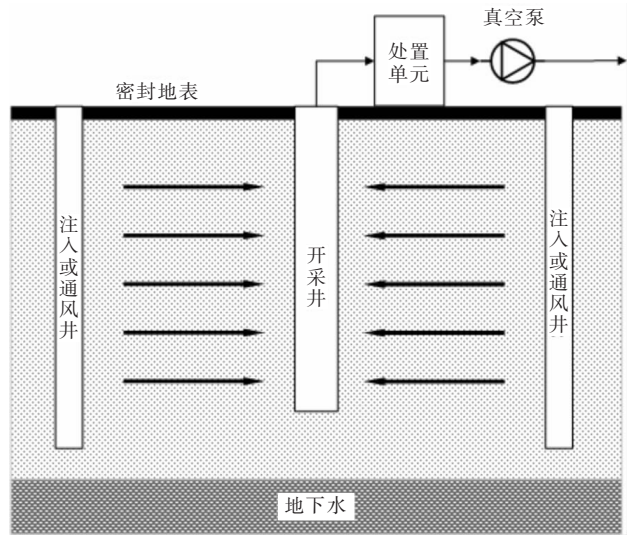 真空泵
处置
单元
密封地表
注入或通风井
开采井
注入或通风井
地下水